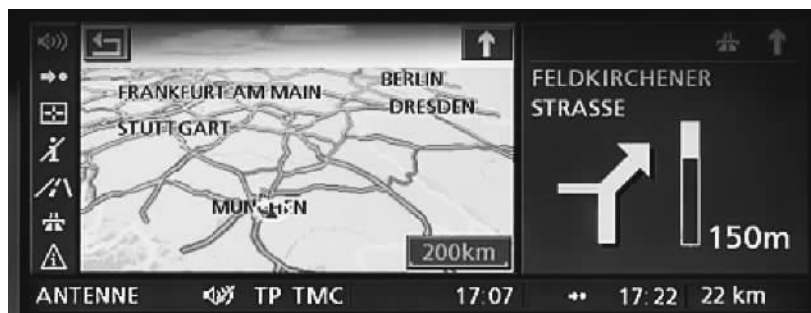 FRANKFURT AM MAIN
BERLIN
DRESDEN
STUTTGART
MÜNCHEN
200km
FELDKIRCHENER
STRASSE
150m
ANTENNE TP TMC 17:07 17:22 22 km